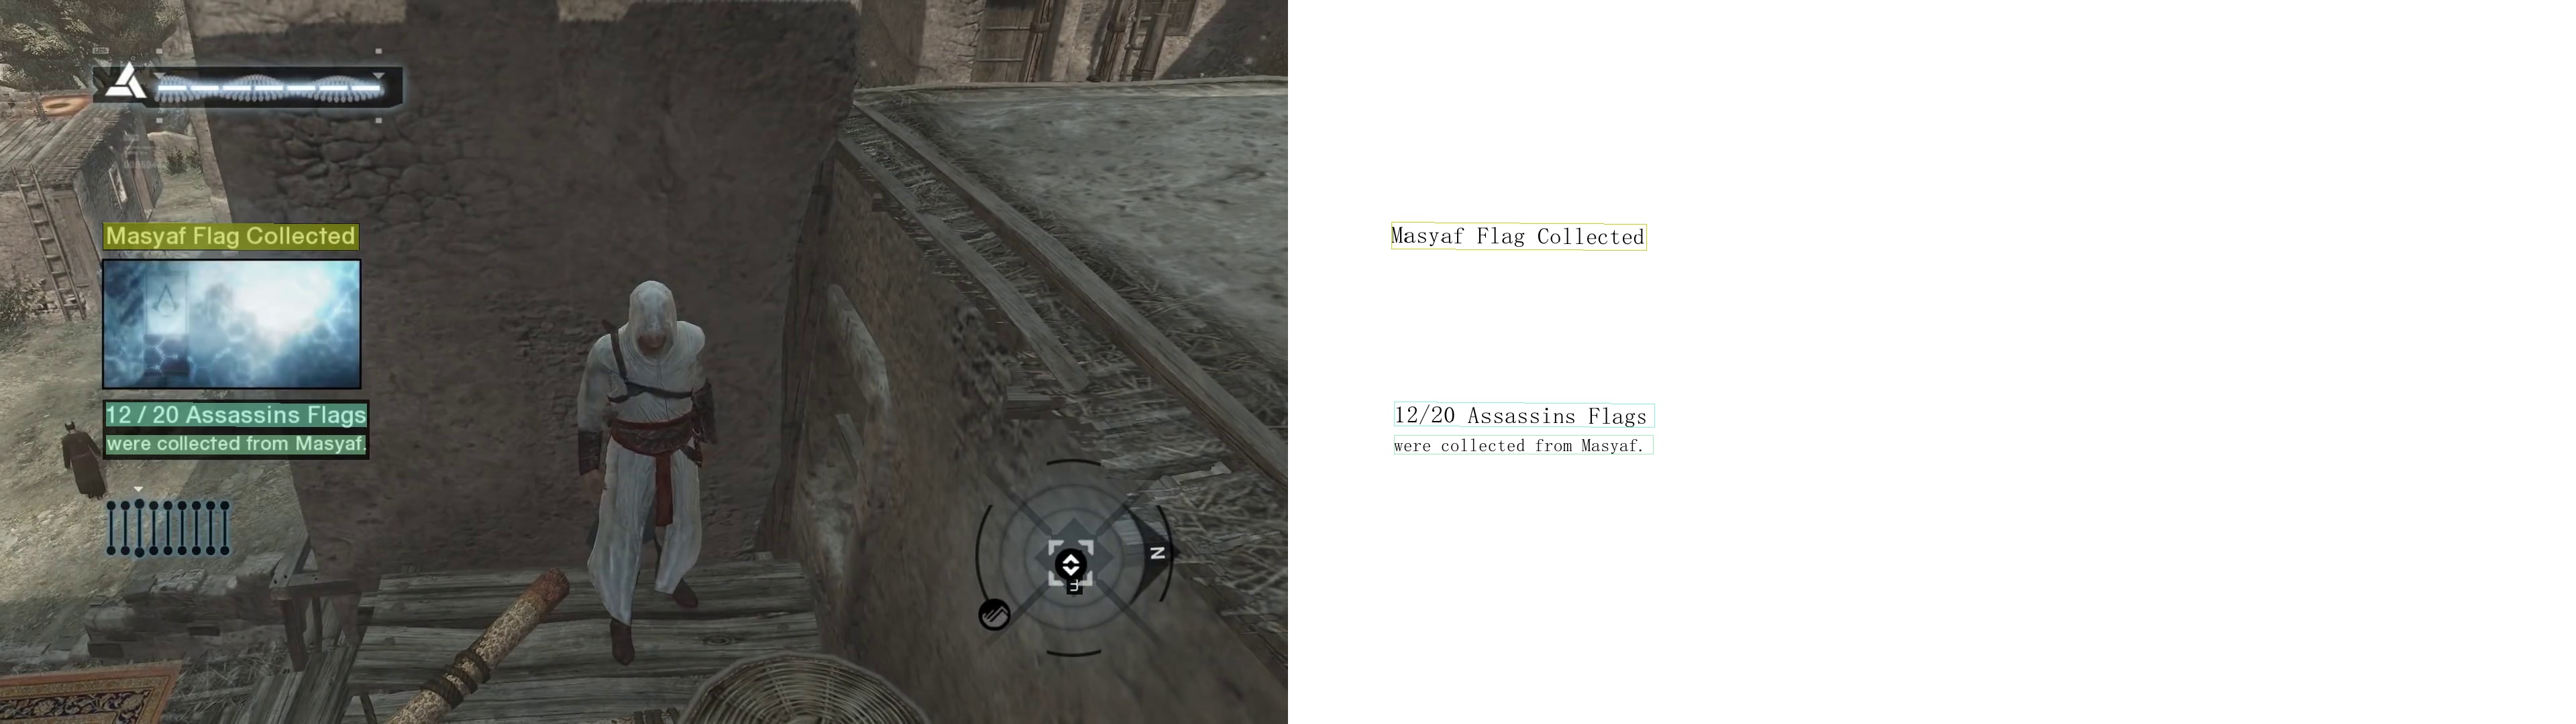 Masyaf Flag Collected
12 / 20 Assassins Flags
were collected from Masyaf.
N
F
Masyaf Flag Collected
12/20 Assassins Flags
were collected from Masyaf.